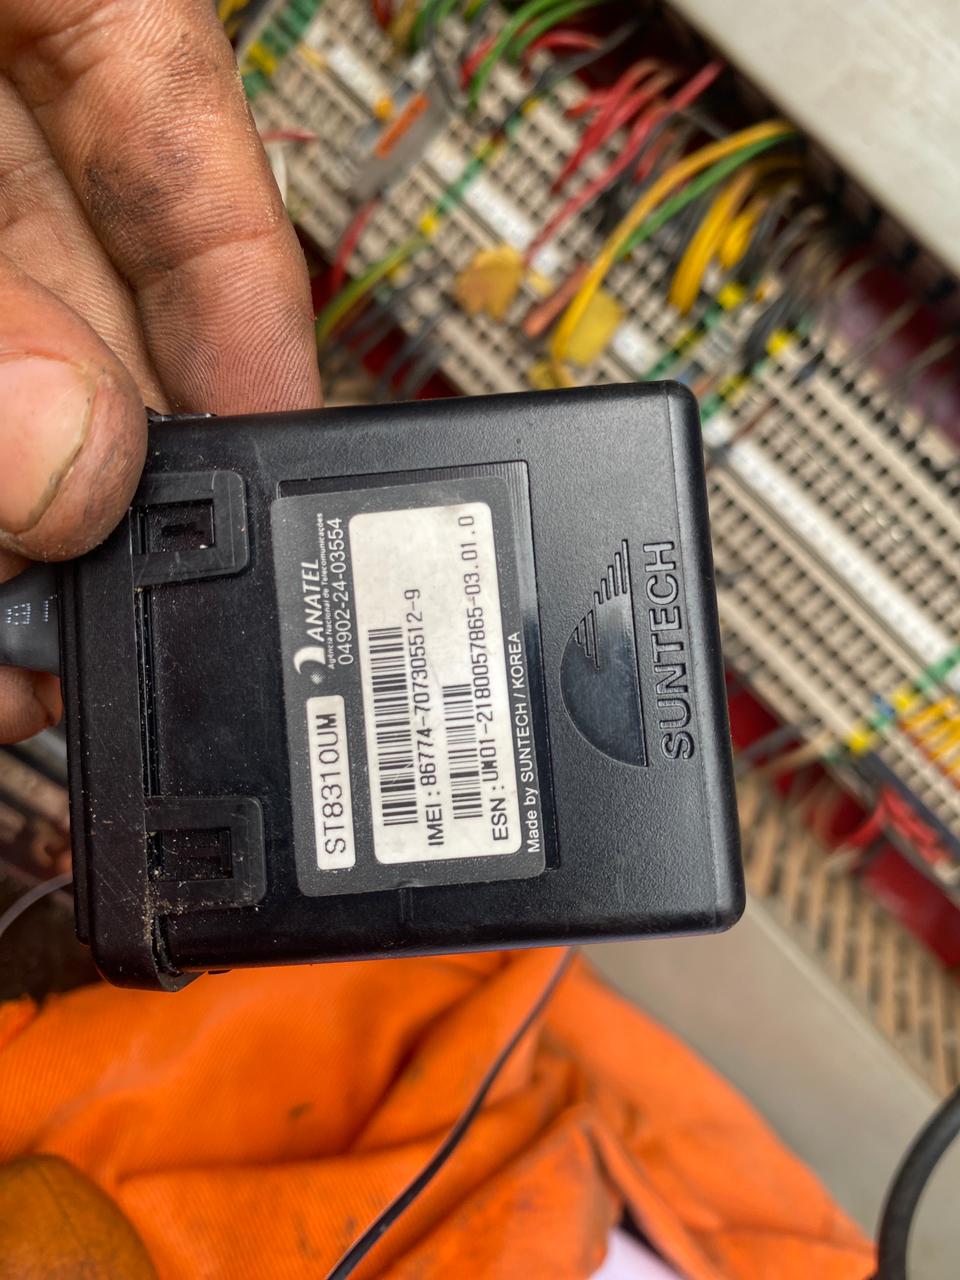 ST8310UM
ANATEL
Agência Nacional de Telecomunicações
04902-24-03554
IMEI : 86774-707305512-9
ESN : UM01-2180057865-03.01.0
Made by SUNTECH / KOREA
SUNTECH